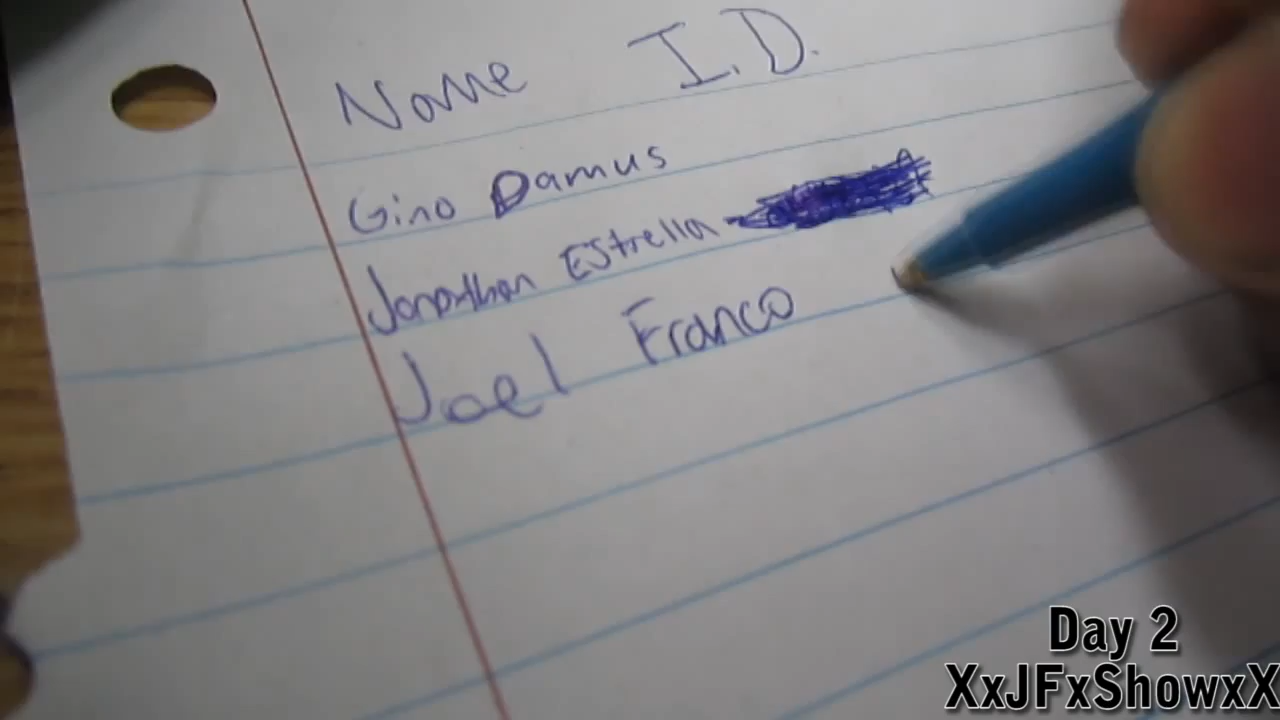 Name I.D.
Gino Damus
Jonathan Estrella -
Joel Franco
Day 2
XxJFxShowxX